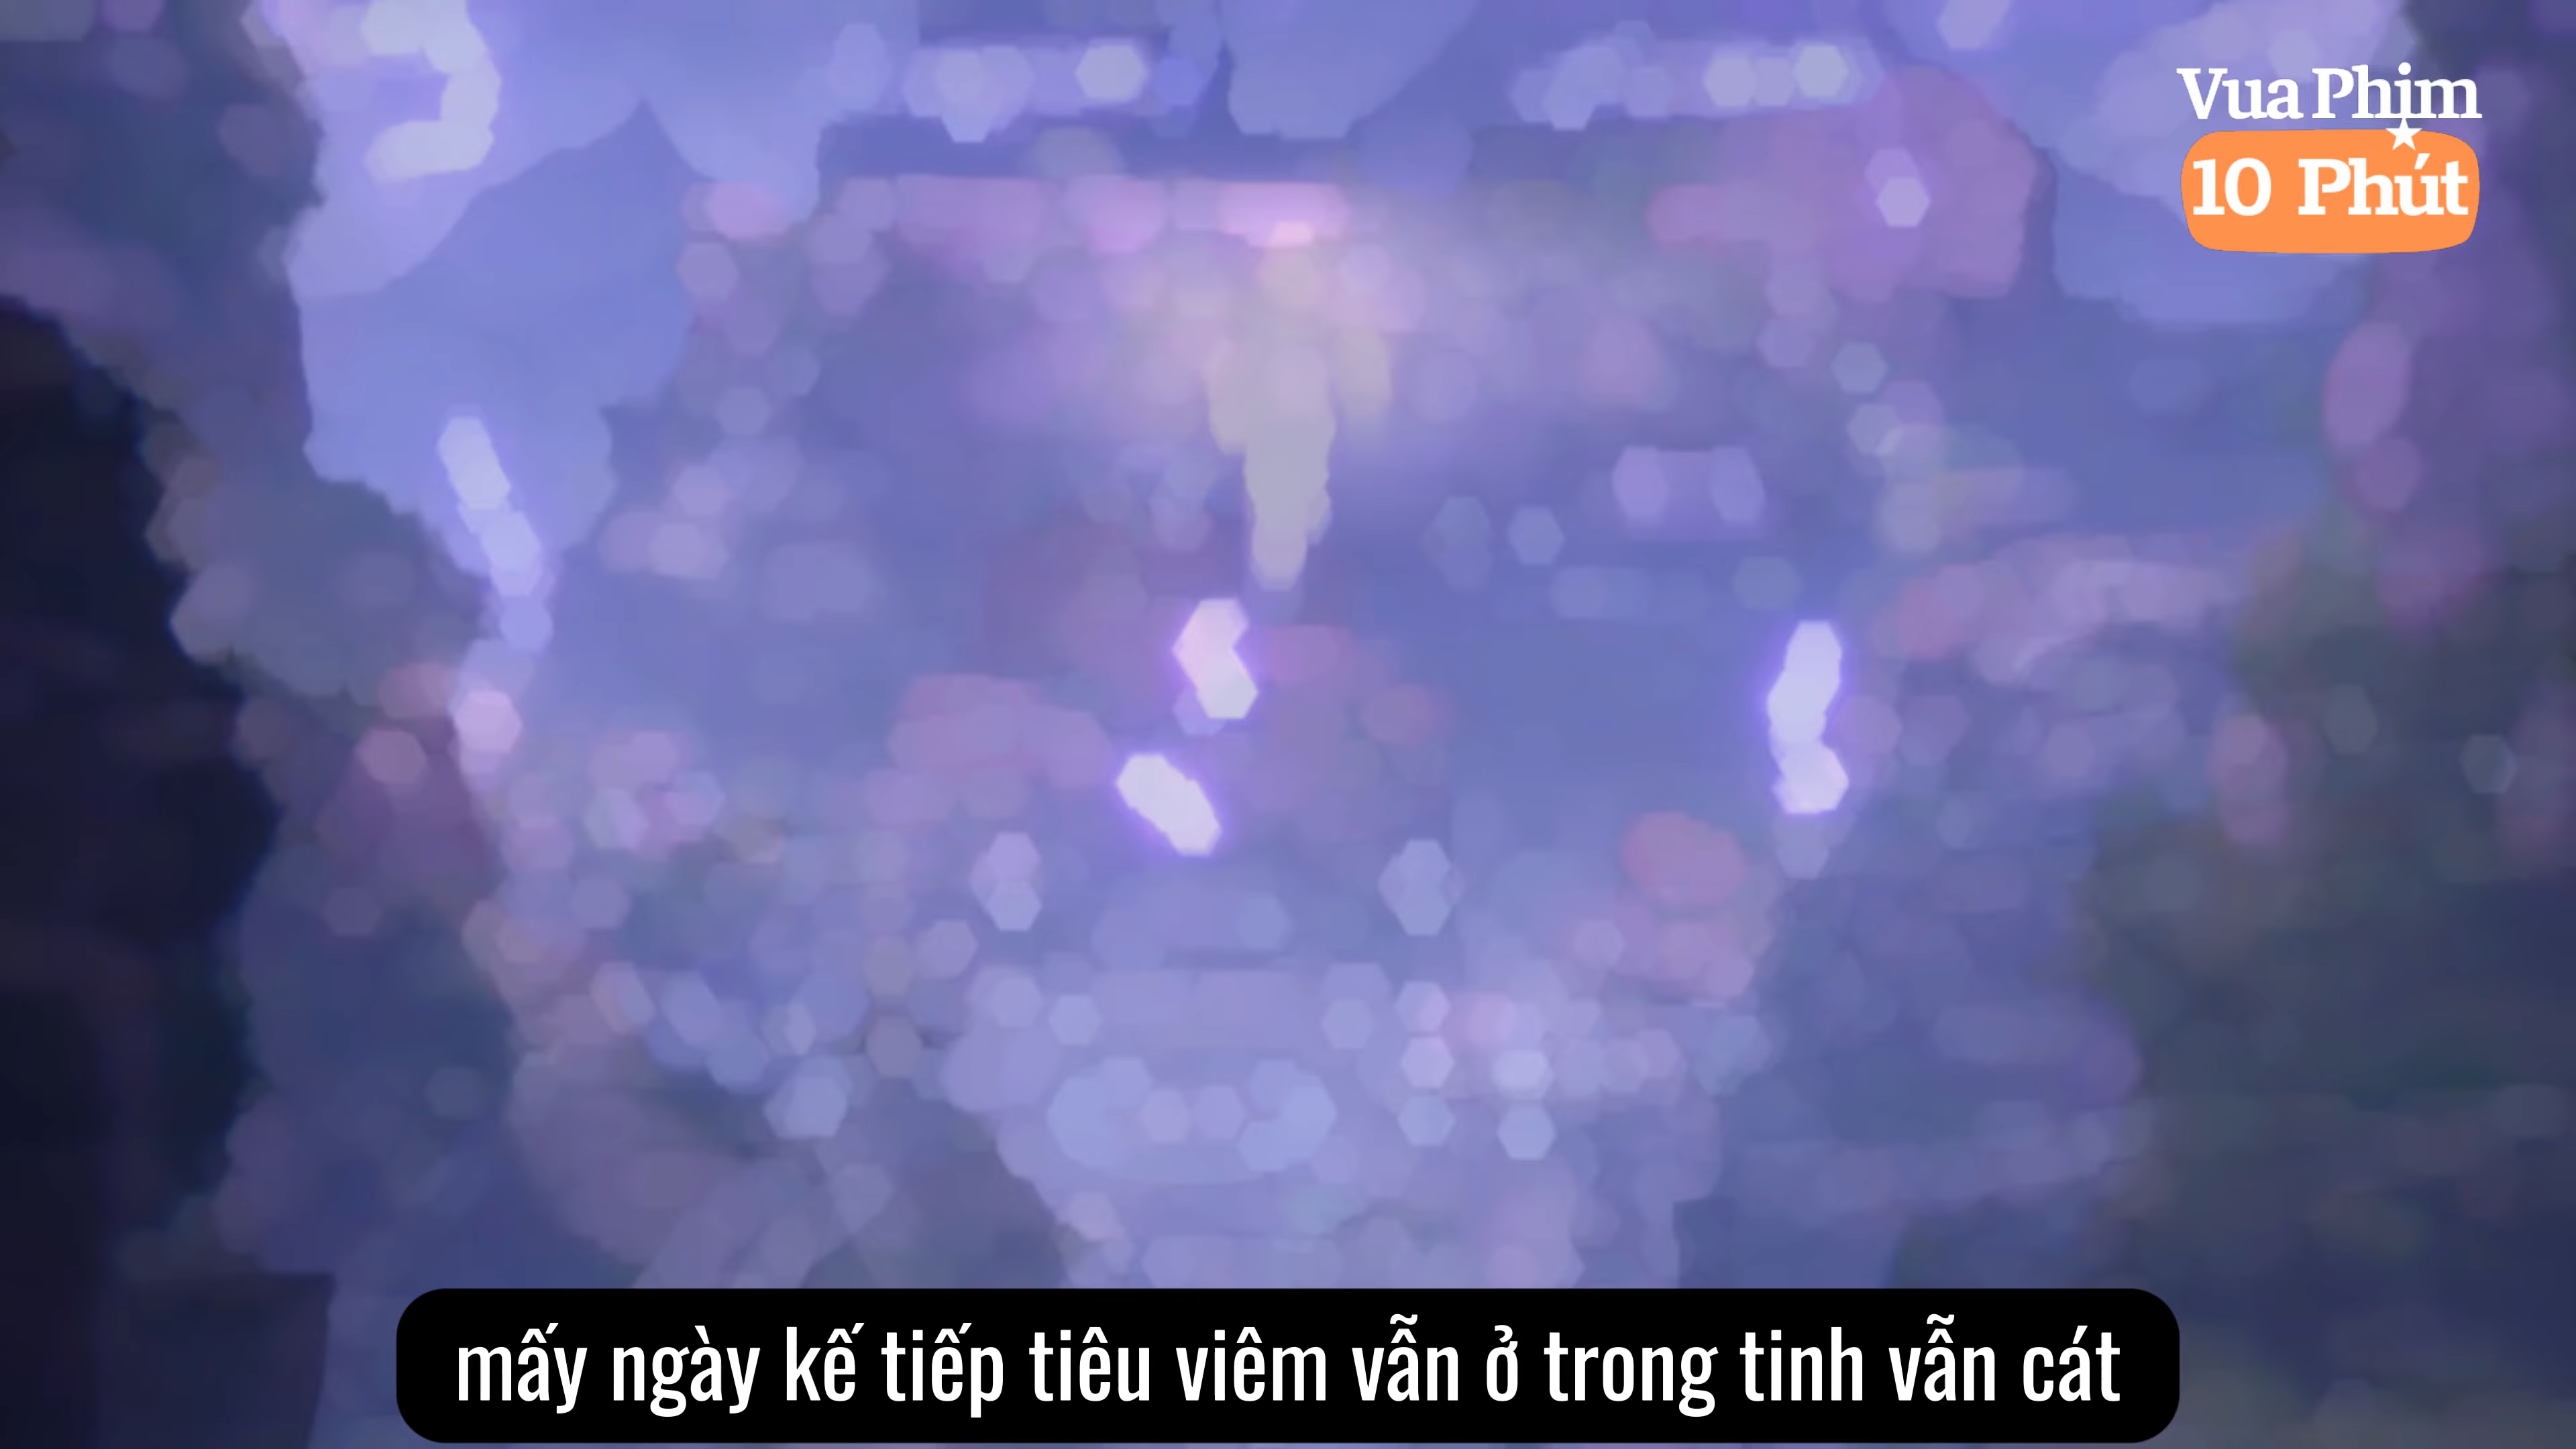 Vua Phim
10 Phút
mấy ngày kế tiếp tiêu viêm vẫn ở trong tinh vẫn cát